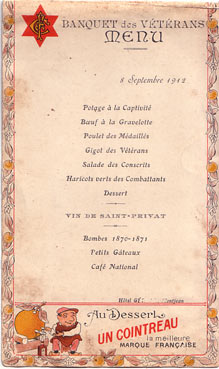 BANQUET des VÉTÉRANS
MENU
8 Septembre 1912
Potage à la Captivité
Bœuf à la Gravelotte
Poulet des Médaillés
Gigot des Vétérans
Salade des Conscrits
Haricots verts des Combattants
Dessert
VIN DE SAINT-PRIVAT
Bombes 1870-1871
Petits Gâteaux
Café National
Au Dessert
UN COINTREAU
la meilleure
MARQUE FRANÇAISE